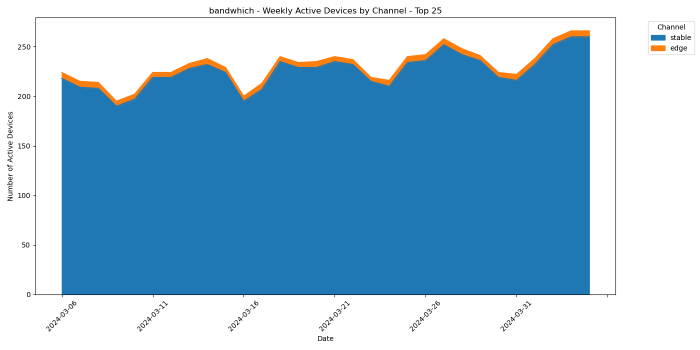 bandwhich - Weekly Active Devices by Channel - Top 25
Channel
stable
edge
Number of Active Devices
250
200
150
100
50
0
2024-03-06
2024-03-11
2024-03-16
2024-03-21
2024-03-26
2024-03-31
Date